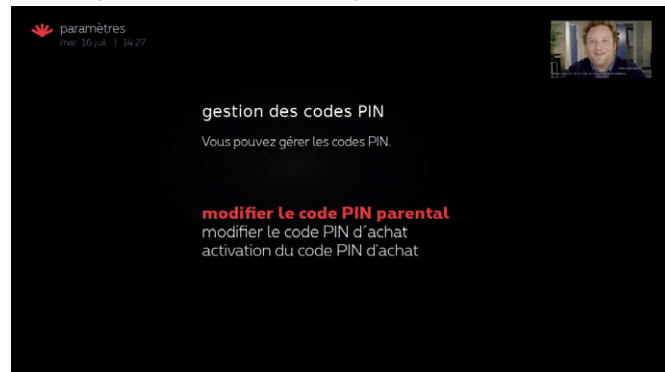 paramètres
mar 16 juil. | 14:27
gestion des codes PIN
Vous pouvez gérer les codes PIN.
modifier le code PIN parental
modifier le code PIN d´achat
activation du code PIN d'achat